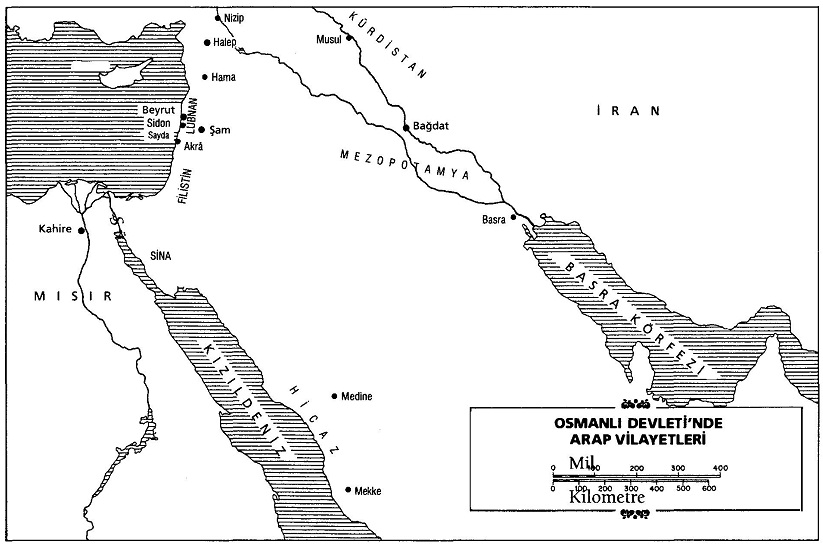 Nizip
Halep
Hama
Musul
KÜRDİSTAN
İRAN
Beyrut
Sidon
Sayda
LÜBNAN
Şam
Akrâ
Bağdat
MEZOPOTAMYA
FİLİSTİN
Basra
Kahire
SİNA
MISIR
BASRA KÖRFEZİ
KIZILDENİZ
HİCAZ
Medine
Mekke
OSMANLI DEVLETİ'NDE
ARAP VİLAYETLERİ
Mil
0 100 200 300 400
0 100 200 300 400 500 600
Kilometre